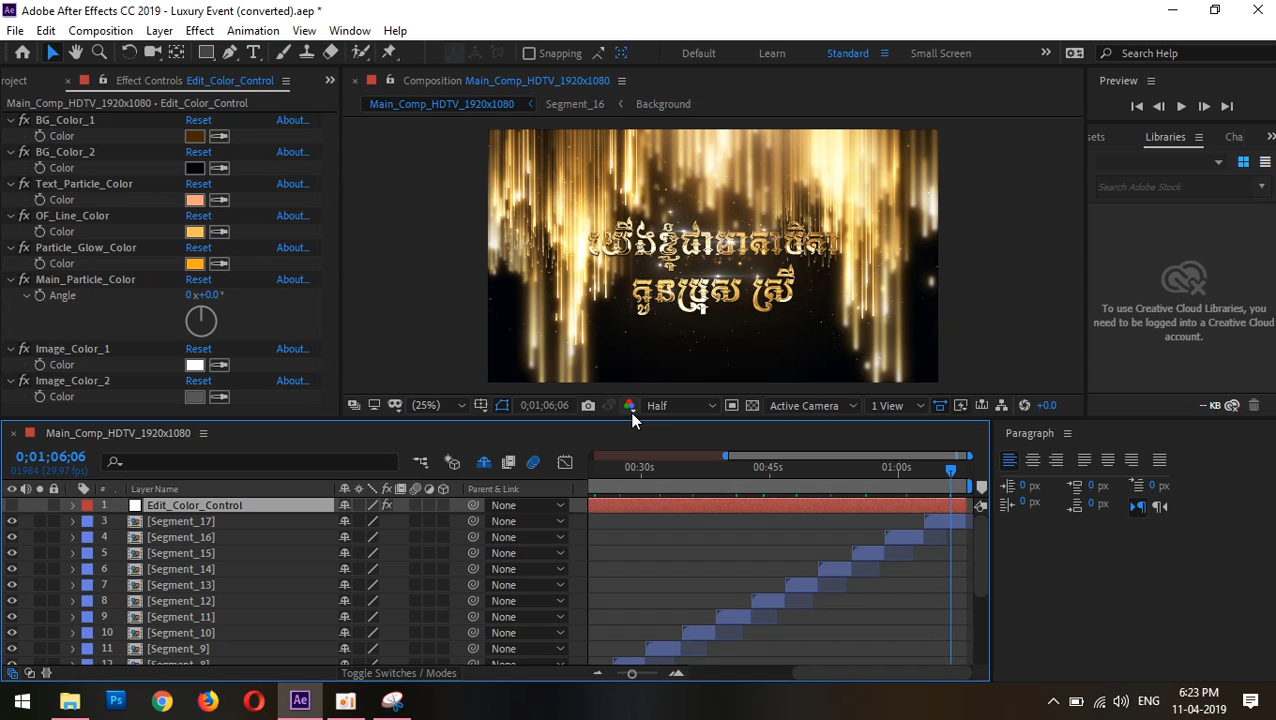 Adobe After Effects CC 2019 - Luxury Event (converted).aep *
File Edit Composition Layer Effect Animation View Window Help
Snapping Default Learn Standard Small Screen Search Help
roject Effect Controls Edit_Color_Control
Composition Main_Comp_HDTV_1920x1080
Preview
Main_Comp_HDTV_1920x1080 • Edit_Color_Control
Main_Comp_HDTV_1920x1080 Segment_16 Background
BG_Color_1 Reset About...
Color
BG_Color_2 Reset About...
Color
Text_Particle_Color Reset About...
Color
OF_Line_Color Reset About...
Color
Particle_Glow_Color Reset About...
Color
Main_Particle_Color Reset About...
Angle 0 x+0.0°
Image_Color_1 Reset About...
Color
Image_Color_2 Reset About...
Color
យើងខ្ញុំជាមាតាបិតា
កូនប្រុស ស្រី
(25%) 0;01;06;06 Half Active Camera 1 View +0.0
sets Libraries Cha
Search Adobe Stock
To use Creative Cloud Libraries, you
need to be logged into a Creative Cloud
account.
-- KB
Main_Comp_HDTV_1920x1080
0;01;06;06
01984 (29.97 fps)
00:30s 00:45s 01:00s
# Layer Name Parent & Link
1 Edit_Color_Control None
3 [Segment_17] None
4 [Segment_16] None
5 [Segment_15] None
6 [Segment_14] None
7 [Segment_13] None
8 [Segment_12] None
9 [Segment_11] None
10 [Segment_10] None
11 [Segment_9] None
12 [Segment_8] None
Toggle Switches / Modes
Paragraph
0 px 0 px 0 px
0 px 0 px
ENG
6:23 PM
11-04-2019